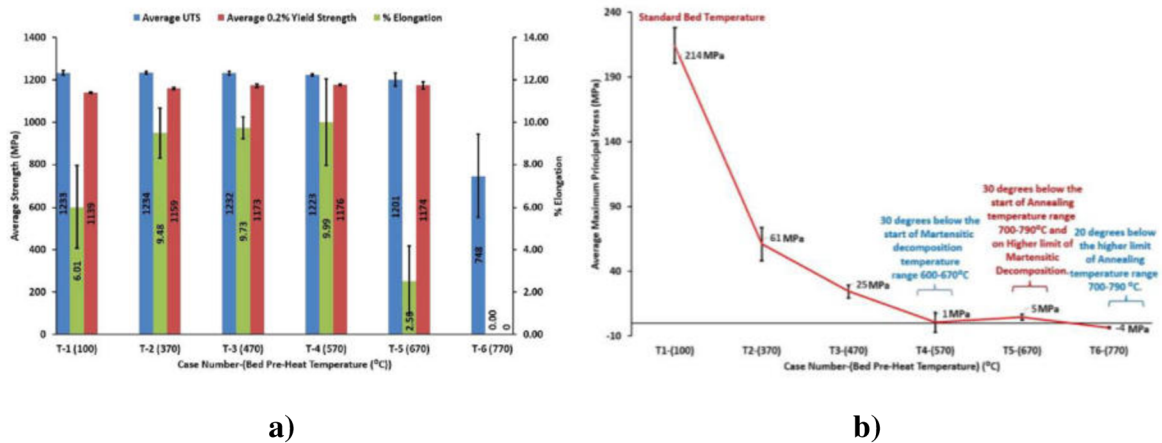 Average UTS
Average 0.2% Yield Strength
% Elongation
1400
1200
1000
800
600
400
200
0
Average Strength (MPa)
14.00
12.00
10.00
8.00
6.00
4.00
2.00
0.00
% Elongation
1233
6.01
1139
1234
9.48
1159
1232
9.73
1173
1223
9.99
1176
1201
2.53
1174
748
0.00
0
T-1 (100)
T-2 (370)
T-3 (470)
T-4 (570)
T-5 (670)
T-6 (770)
Case Number-(Bed Pre-Heat Temperature (⁰C))
a)
240
190
140
90
40
-10
Average Maximum Principal Stress (MPa)
Standard Bed Temperature
214 MPa
61 MPa
25 MPa
1 MPa
5 MPa
-4 MPa
30 degrees below the
start of Martensitic
decomposition
temperature
range 600-670⁰C
30 degrees below the
start of Annealing
temperature range
700-790⁰C and
on Higher limit of
Martensitic
Decomposition.
20 degrees below
the higher limit
of Annealing
temperature range
700-790 ⁰C.
T1-(100)
T2-(370)
T3-(470)
T4-(570)
T5-(670)
T6-(770)
Case Number-(Bed Pre-Heat Temperature) (⁰C)
b)